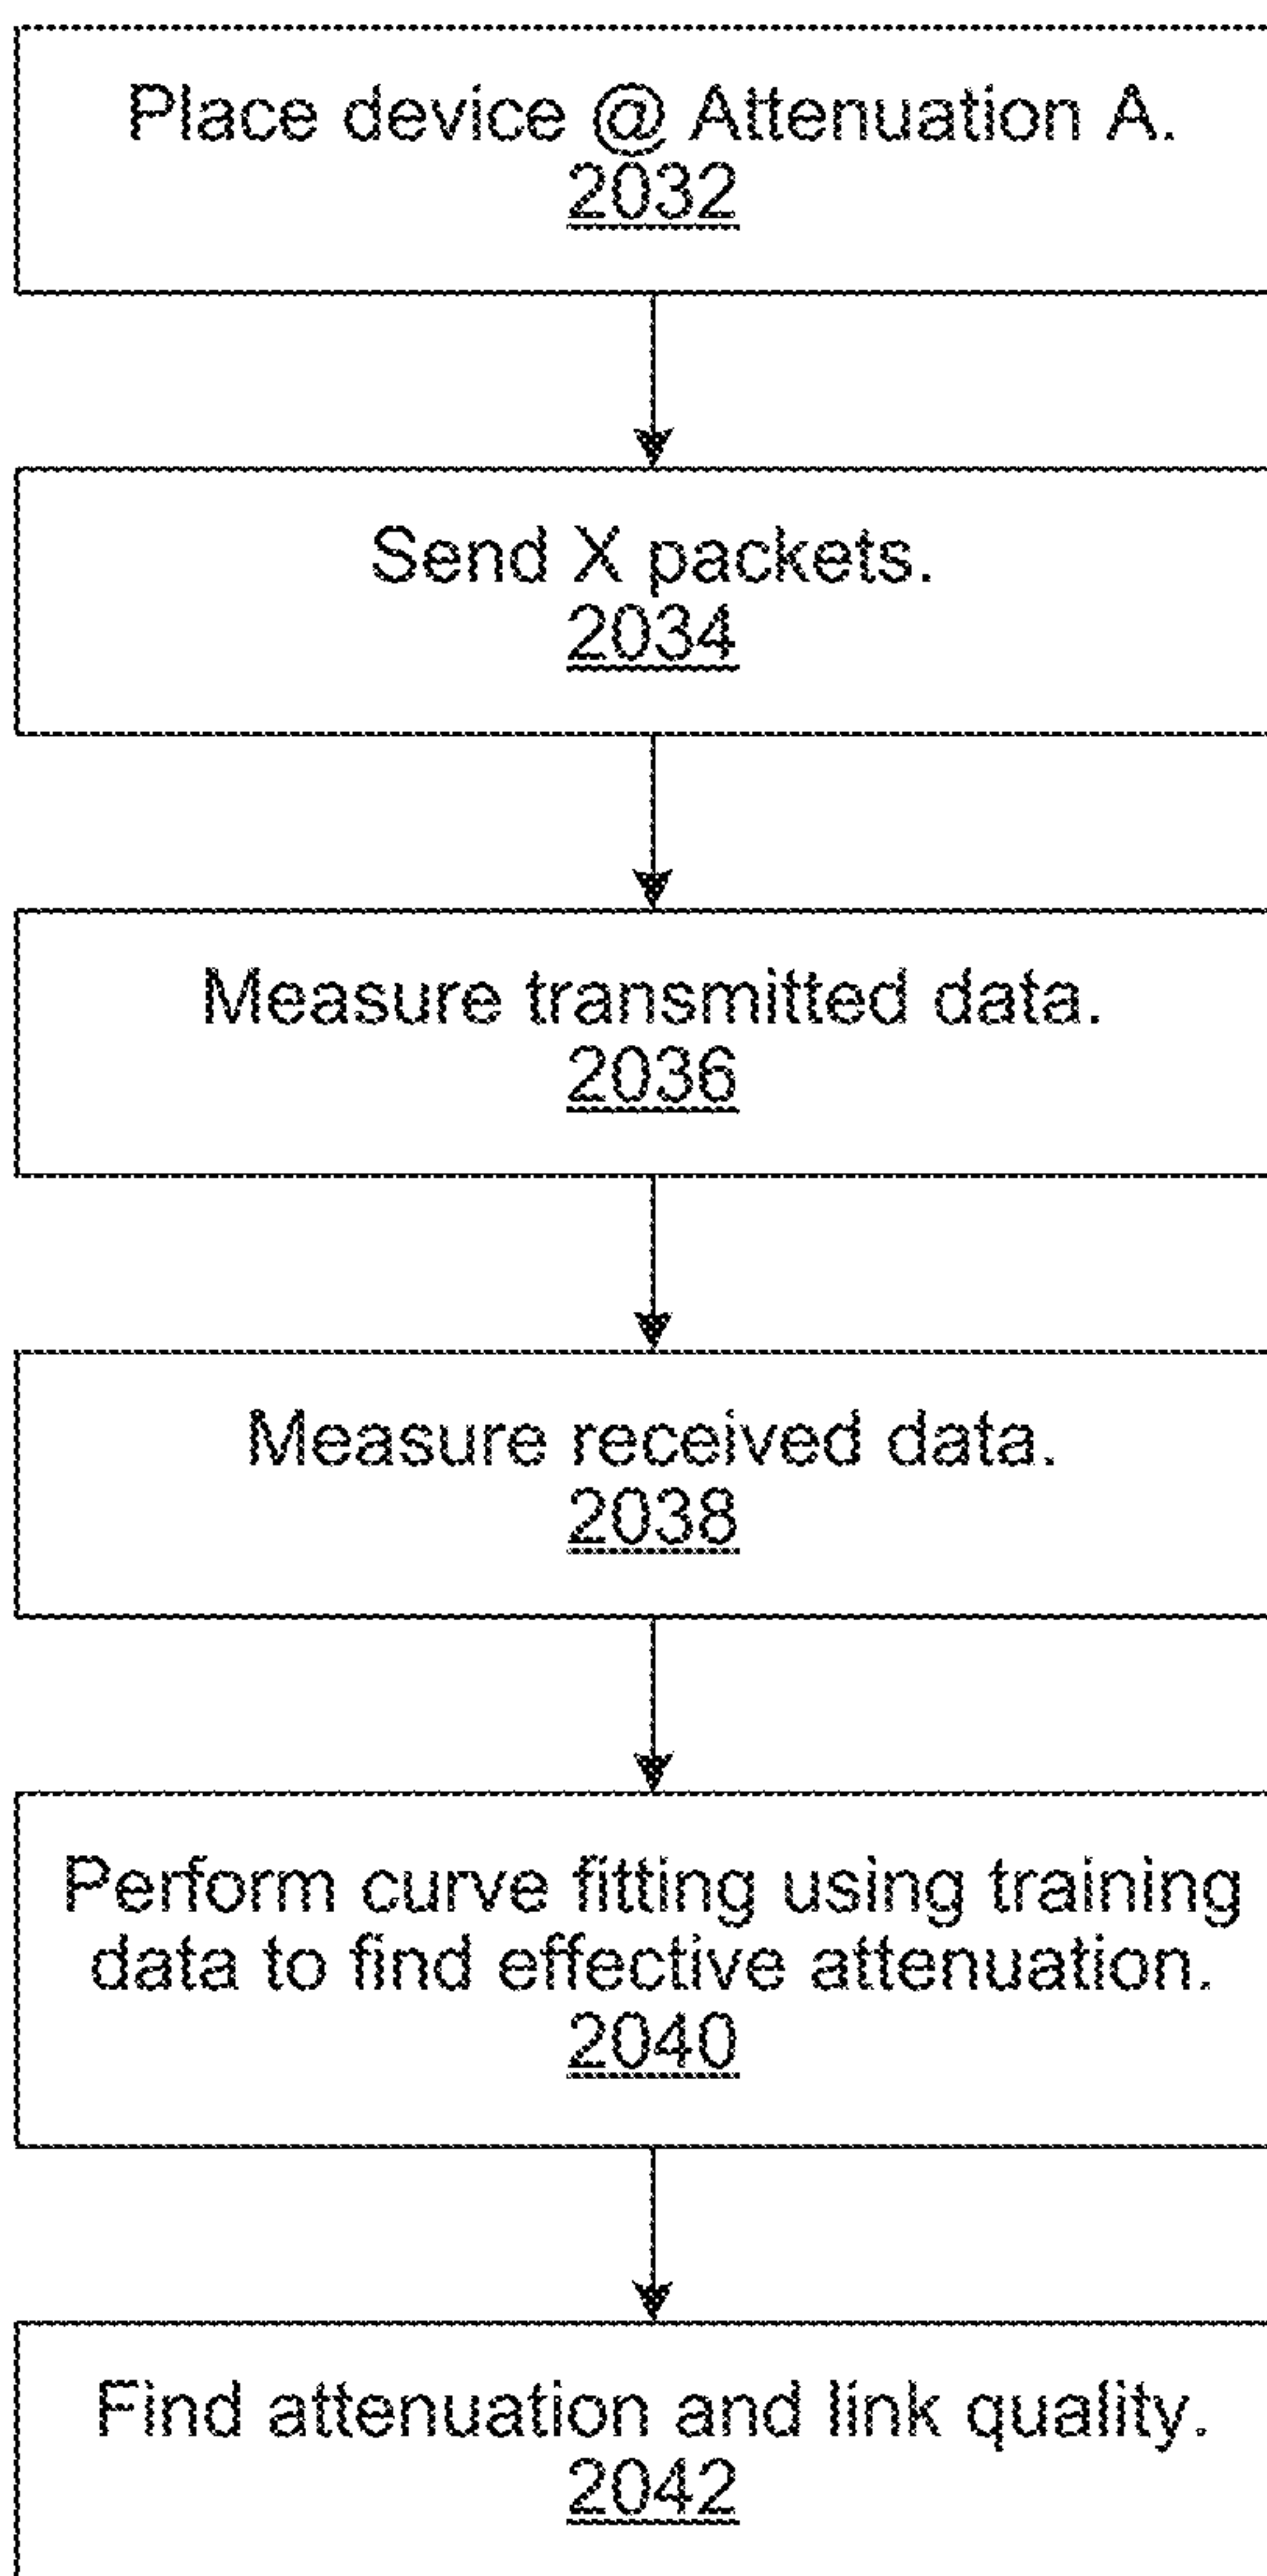 Place device @ Attenuation A.
2032
Send X packets.
2034
Measure transmitted data.
2036
Measure received data.
2038
Perform curve fitting using training
data to find effective attenuation.
2040
Find attenuation and link quality.
2042